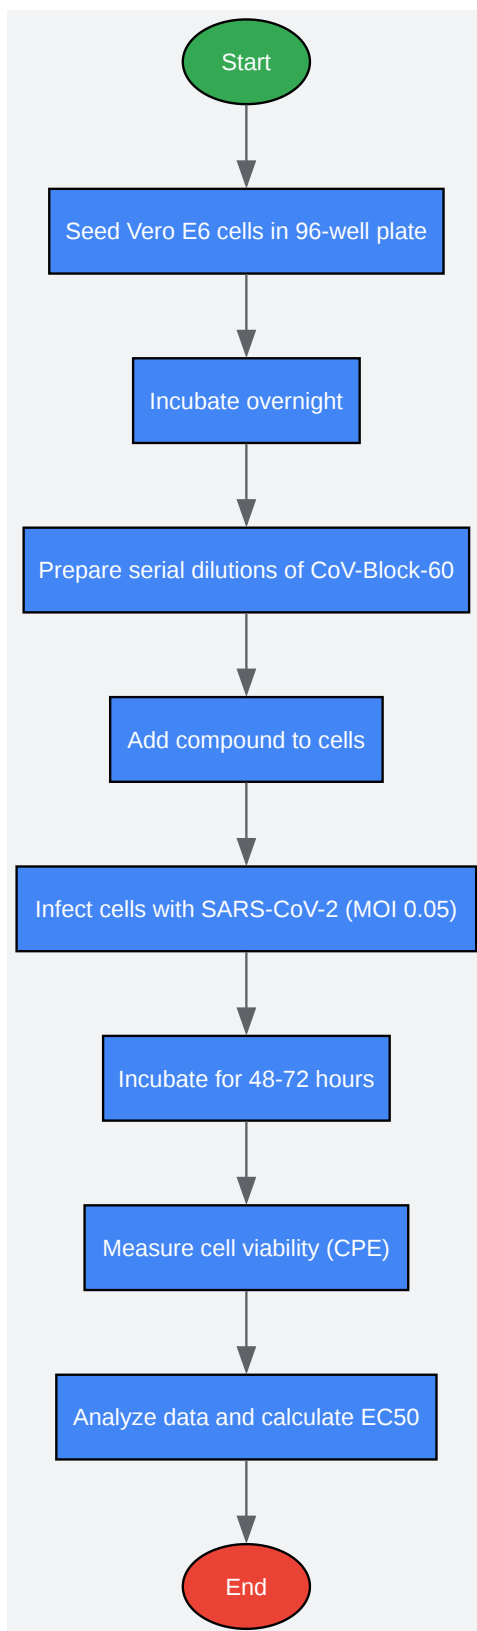 Start
Seed Vero E6 cells in 96-well plate
Incubate overnight
Prepare serial dilutions of CoV-Block-60
Add compound to cells
Infect cells with SARS-CoV-2 (MOI 0.05)
Incubate for 48-72 hours
Measure cell viability (CPE)
Analyze data and calculate EC50
End